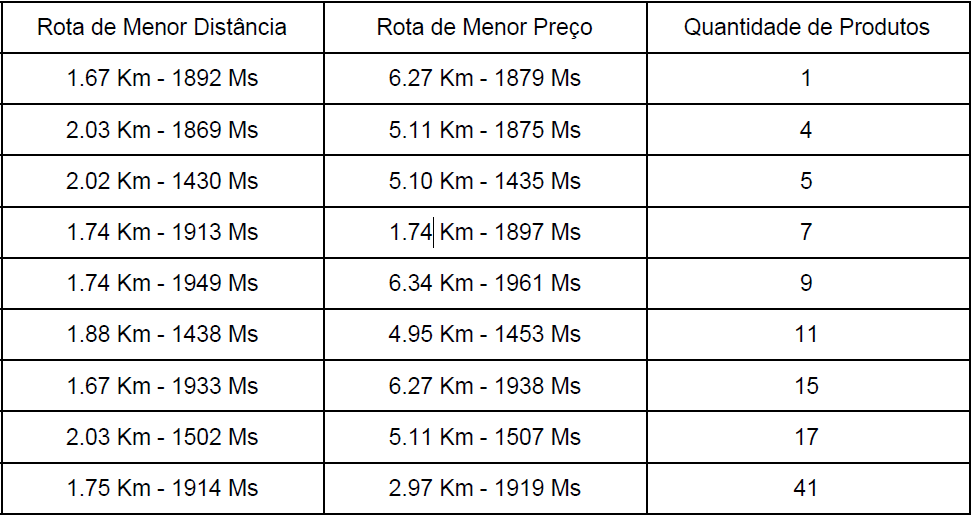 Rota de Menor Distância Rota de Menor Preço Quantidade de Produtos
1.67 Km - 1892 Ms 6.27 Km - 1879 Ms 1
2.03 Km - 1869 Ms 5.11 Km - 1875 Ms 4
2.02 Km - 1430 Ms 5.10 Km - 1435 Ms 5
1.74 Km - 1913 Ms 1.74 Km - 1897 Ms 7
1.74 Km - 1949 Ms 6.34 Km - 1961 Ms 9
1.88 Km - 1438 Ms 4.95 Km - 1453 Ms 11
1.67 Km - 1933 Ms 6.27 Km - 1938 Ms 15
2.03 Km - 1502 Ms 5.11 Km - 1507 Ms 17
1.75 Km - 1914 Ms 2.97 Km - 1919 Ms 41